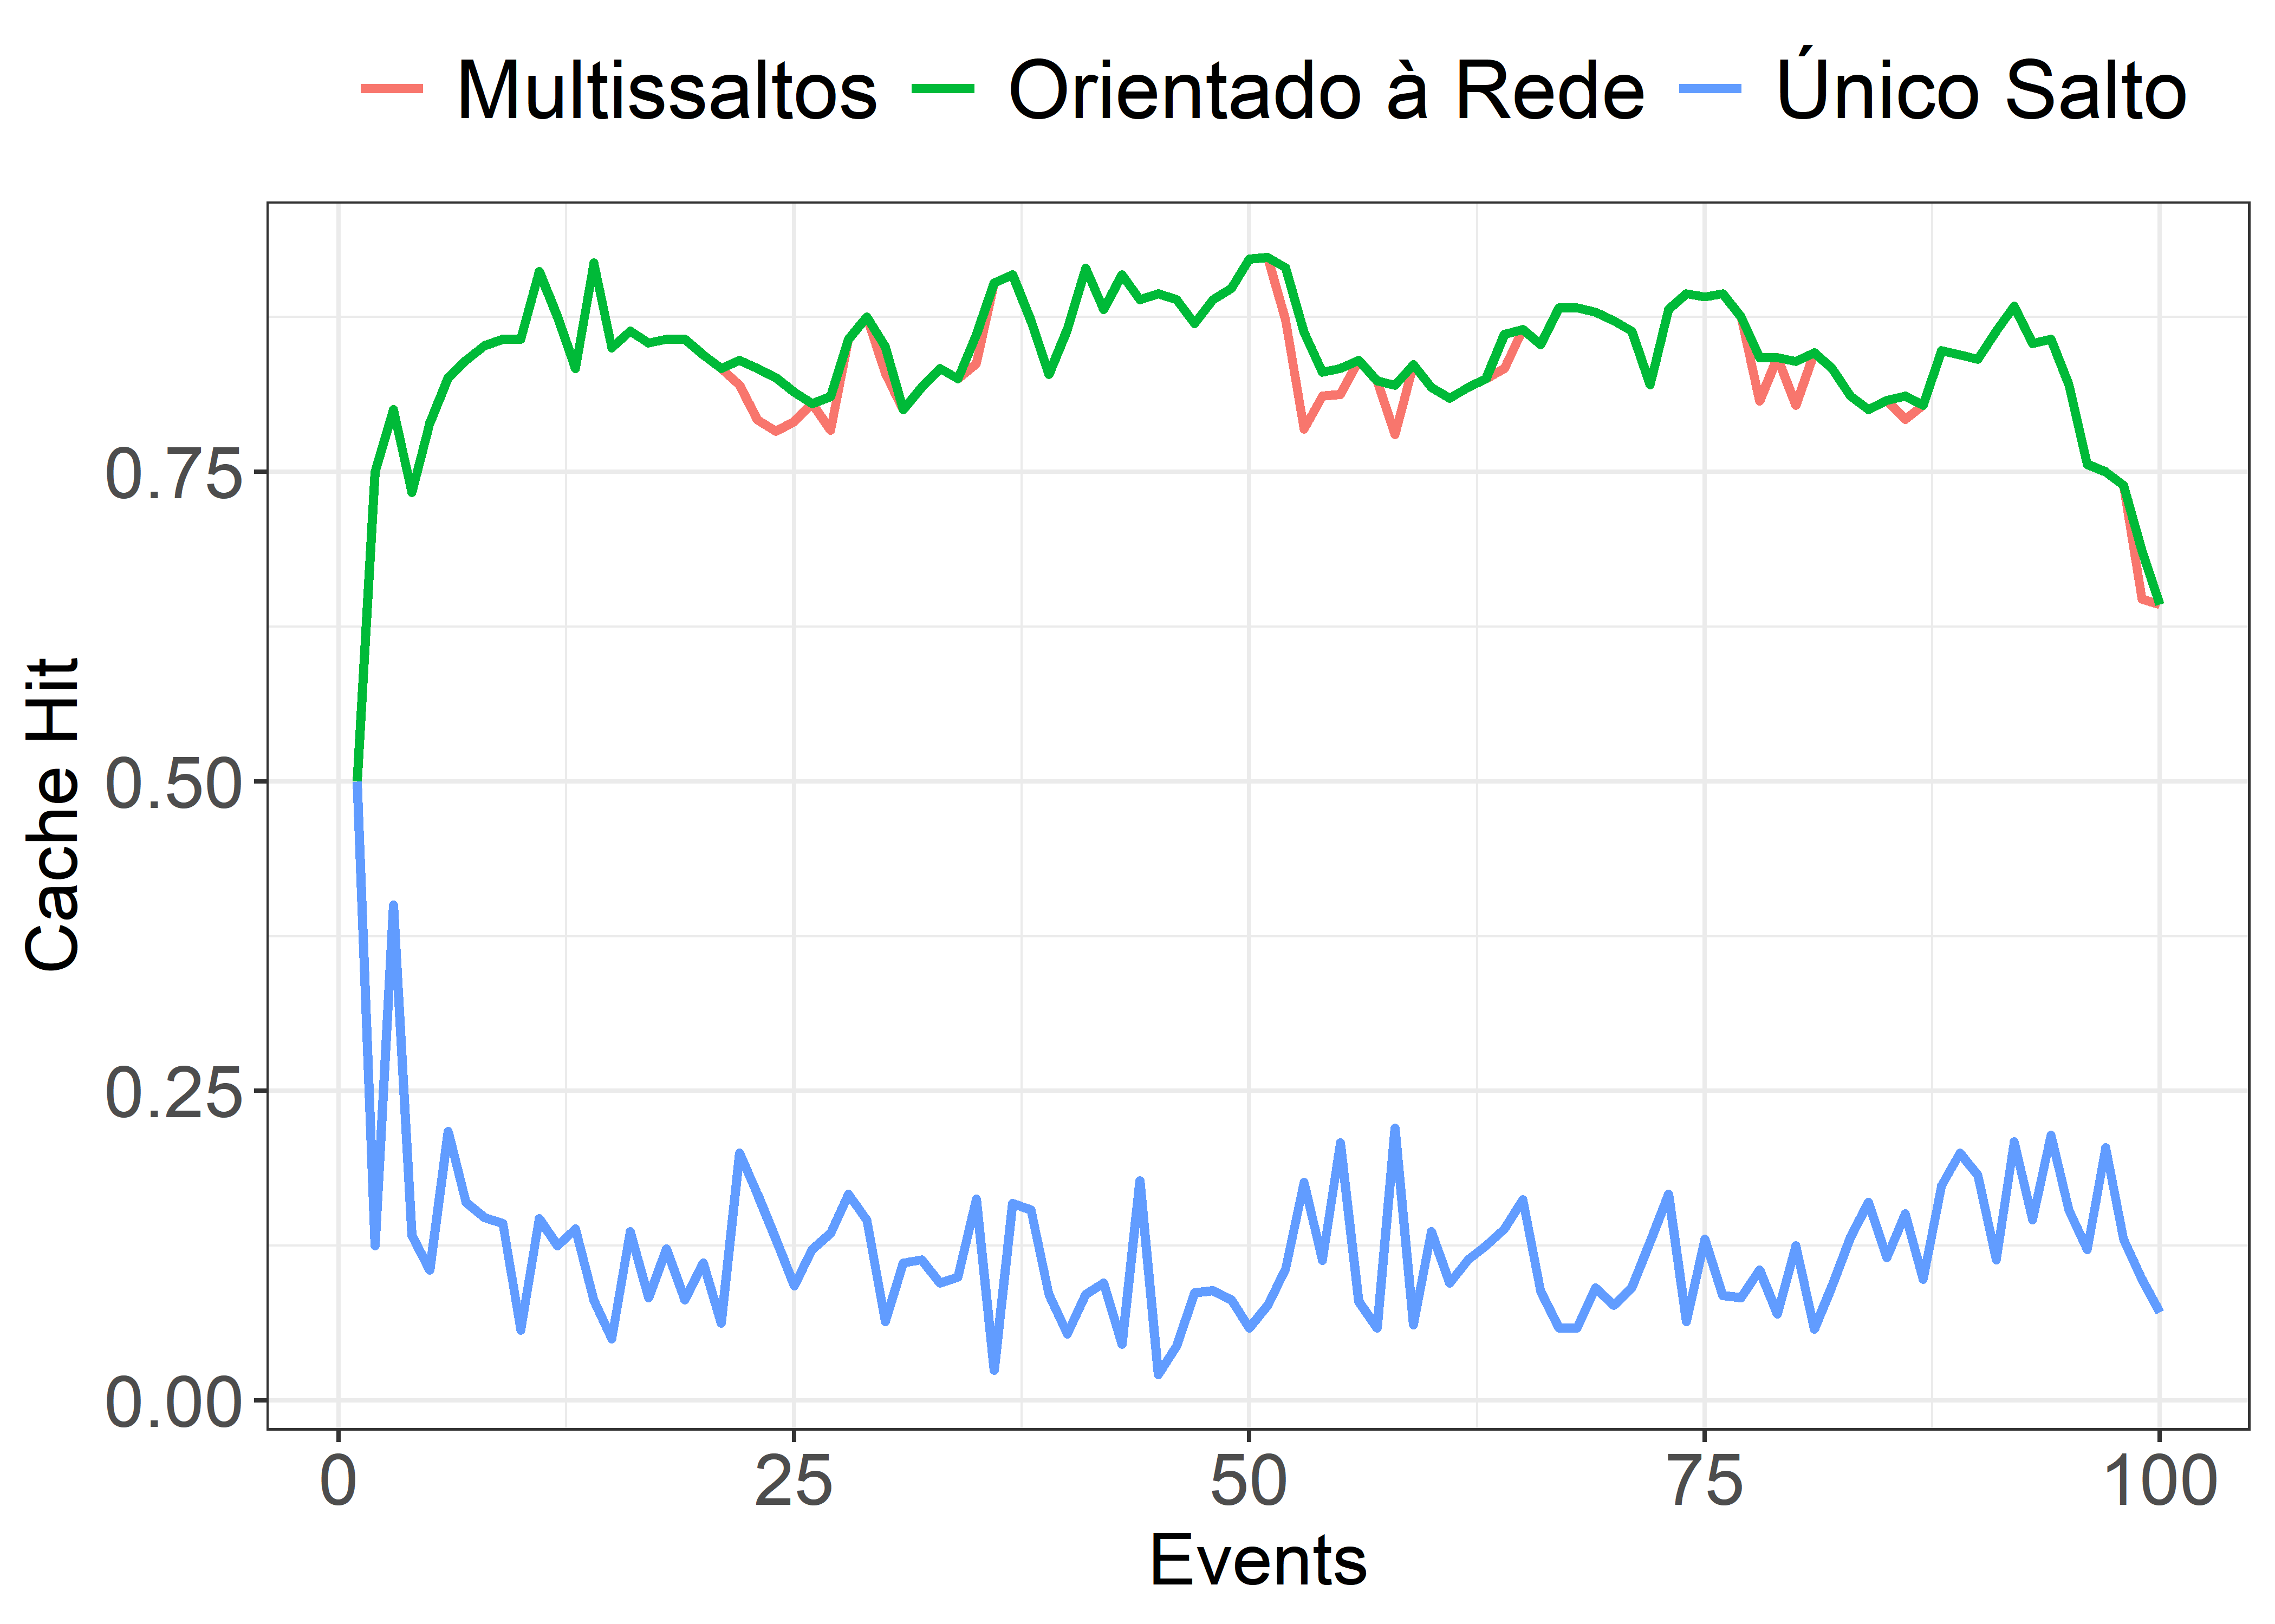 Multissaltos Orientado à Rede Único Salto
Cache Hit
0.75
0.50
0.25
0.00
0 25 50 75 100
Events